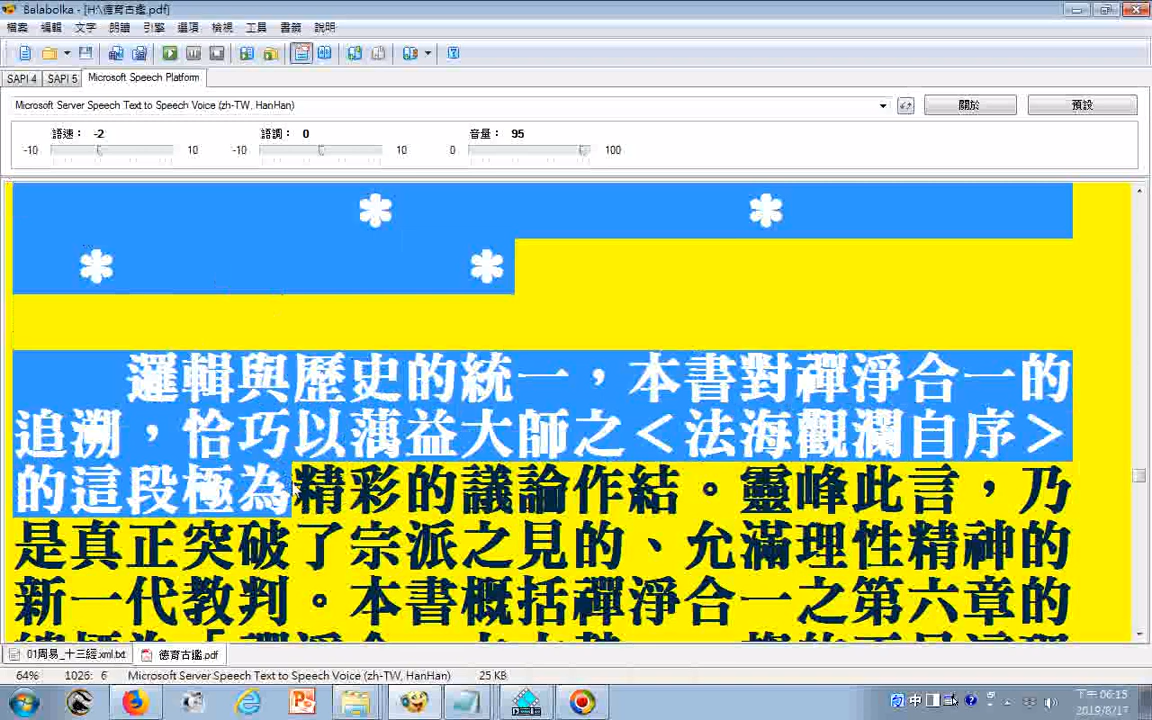 Balabolka - [H:\德育古鑑.pdf]
檔案 編輯 文字 朗讀 引擎 選項 檢視 工具 書籤 說明
SAPI 4 SAPI 5 Microsoft Speech Platform
Microsoft Server Speech Text to Speech Voice (zh-TW, HanHan) 關於 預設
語速： -2 語調： 0 音量： 95
-10 10 -10 10 0 100
✽ ✽
✽ ✽
邏輯與歷史的統一，本書對禪淨合一的
追溯，恰巧以蕅益大師之＜法海觀瀾自序＞
的這段極為精彩的議論作結。靈峰此言，乃
是真正突破了宗派之見的、允滿理性精神的
新一代教判。本書概括禪淨合一之第六章的
01周易_十三經.xml.txt 德育古鑑.pdf
64% 1026: 6 Microsoft Server Speech Text to Speech Voice (zh-TW, HanHan) 25 KB
中 下午 06:15
2019/8/17